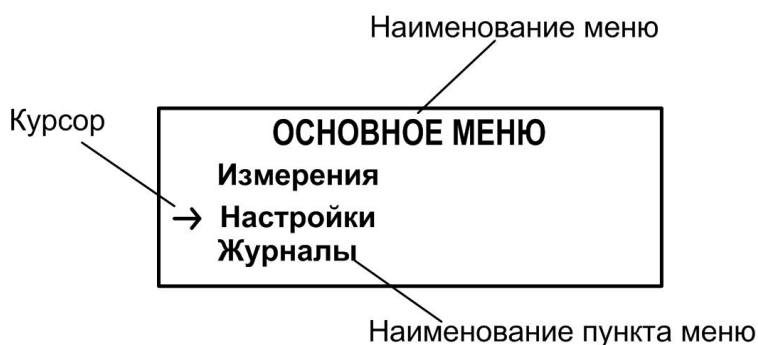 Наименование меню
Курсор
ОСНОВНОЕ МЕНЮ
Измерения
→ Настройки
Журналы
Наименование пункта меню